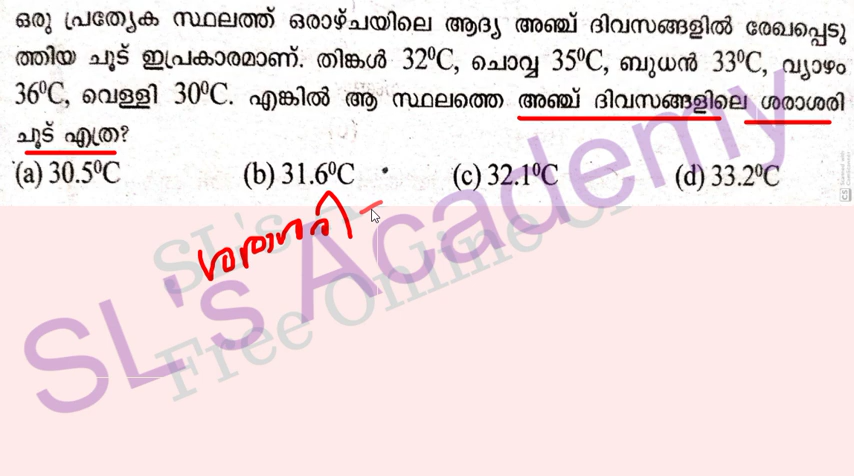 ഒരു പ്രത്യേക സ്ഥലത്ത് ഒരാഴ്ചയിലെ ആദ്യ അഞ്ച് ദിവസങ്ങളിൽ രേഖപ്പെടു
ത്തിയ ചൂട് ഇപ്രകാരമാണ്. തിങ്കൾ 32⁰C, ചൊവ്വ 35⁰C, ബുധൻ 33⁰C, വ്യാഴം
36⁰C, വെള്ളി 30⁰C. എങ്കിൽ ആ സ്ഥലത്തെ അഞ്ച് ദിവസങ്ങളിലെ ശരാശരി
ചൂട് എത്ര?
(a) 30.5⁰C (b) 31.6⁰C (c) 32.1⁰C (d) 33.2⁰C
ശരാശരി -
SL's Academy
SL's
Free Online